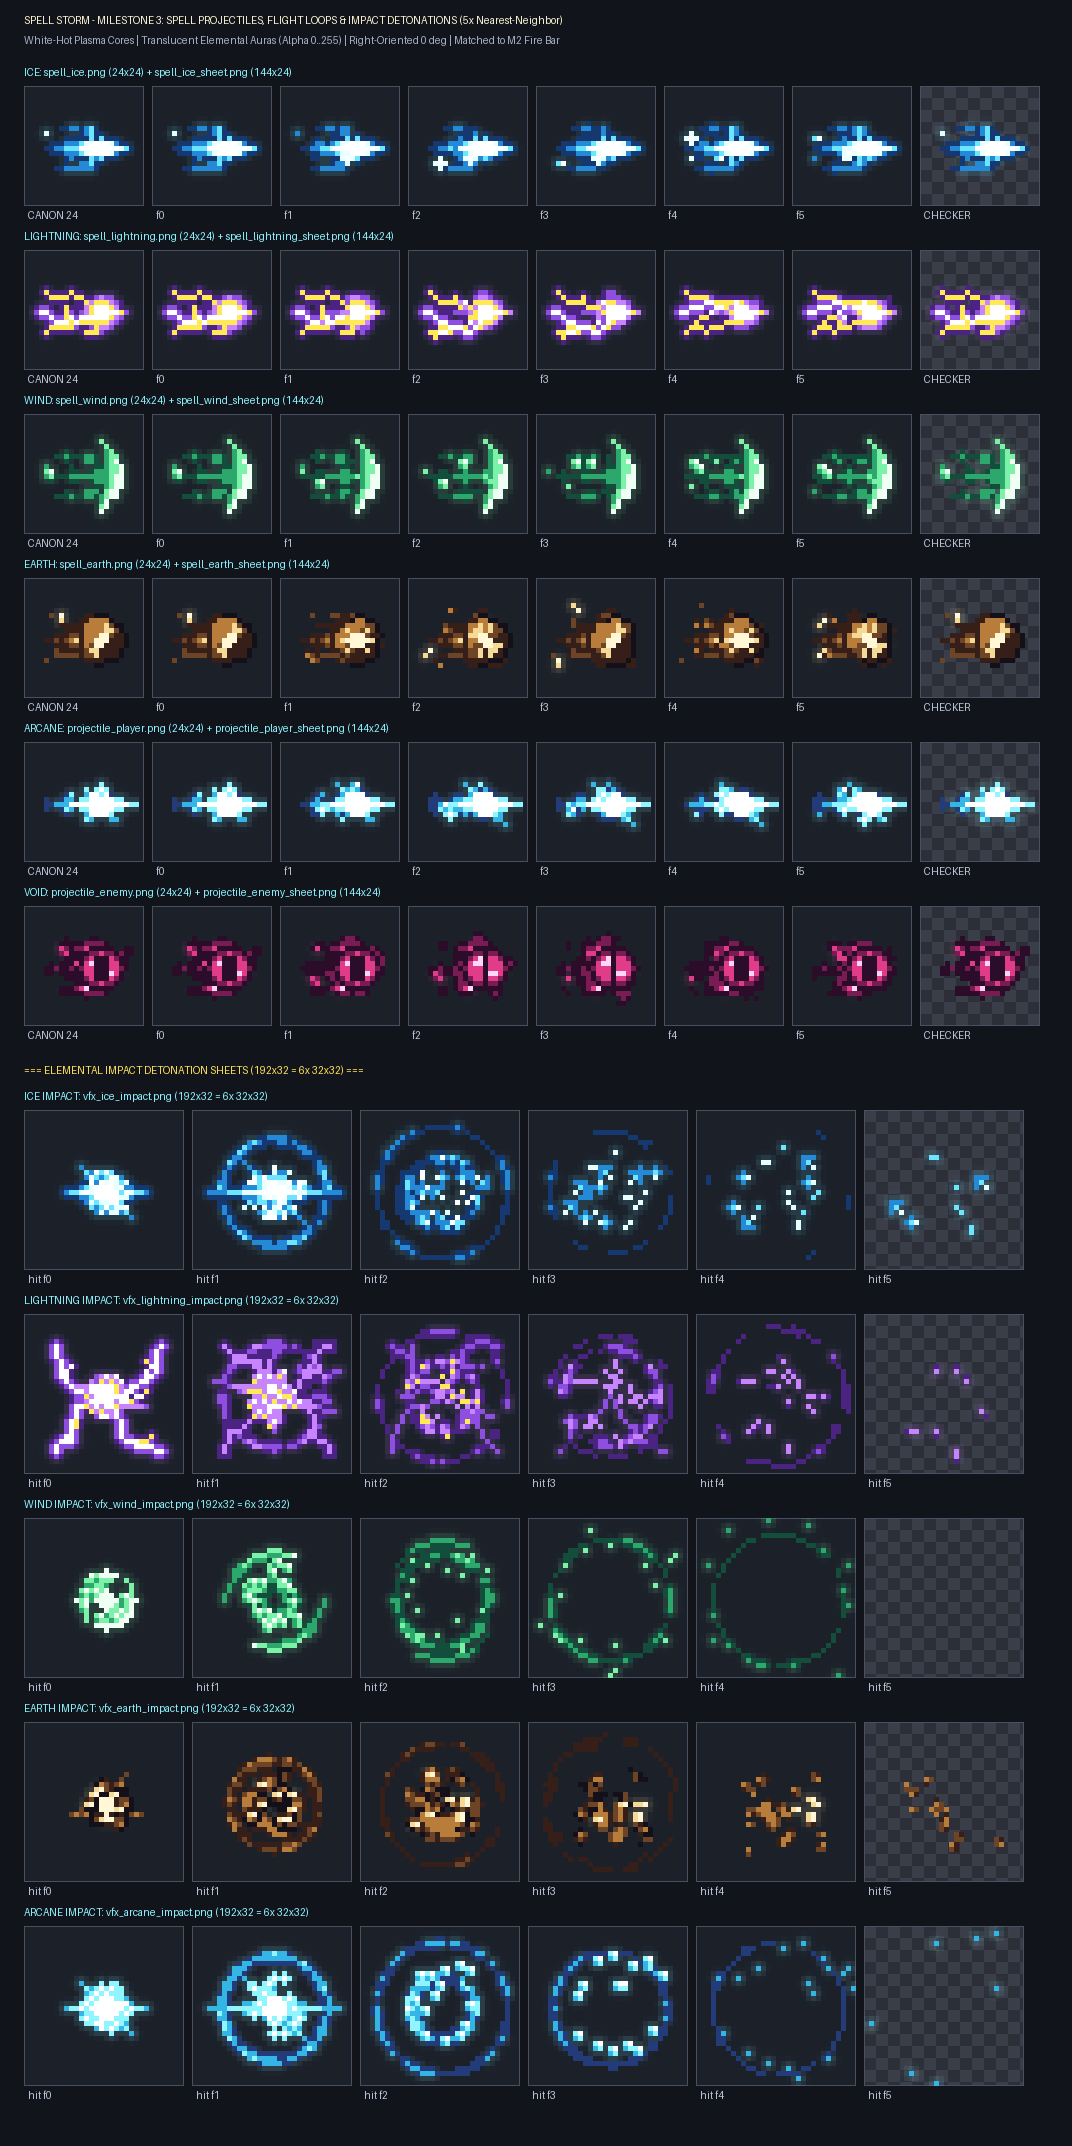 SPELL STORM - MILESTONE 3: SPELL PROJECTILES, FLIGHT LOOPS & IMPACT DETONATIONS (5x Nearest-Neighbor)
White-Hot Plasma Cores | Translucent Elemental Auras (Alpha 0..255) | Right-Oriented 0 deg | Matched to M2 Fire Bar
ICE: spell_ice.png (24x24) + spell_ice_sheet.png (144x24)
CANON 24 f0 f1 f2 f3 f4 f5 CHECKER
LIGHTNING: spell_lightning.png (24x24) + spell_lightning_sheet.png (144x24)
CANON 24 f0 f1 f2 f3 f4 f5 CHECKER
WIND: spell_wind.png (24x24) + spell_wind_sheet.png (144x24)
CANON 24 f0 f1 f2 f3 f4 f5 CHECKER
EARTH: spell_earth.png (24x24) + spell_earth_sheet.png (144x24)
CANON 24 f0 f1 f2 f3 f4 f5 CHECKER
ARCANE: projectile_player.png (24x24) + projectile_player_sheet.png (144x24)
CANON 24 f0 f1 f2 f3 f4 f5 CHECKER
VOID: projectile_enemy.png (24x24) + projectile_enemy_sheet.png (144x24)
CANON 24 f0 f1 f2 f3 f4 f5 CHECKER
=== ELEMENTAL IMPACT DETONATION SHEETS (192x32 = 6x 32x32) ===
ICE IMPACT: vfx_ice_impact.png (192x32 = 6x 32x32)
hit f0 hit f1 hit f2 hit f3 hit f4 hit f5
LIGHTNING IMPACT: vfx_lightning_impact.png (192x32 = 6x 32x32)
hit f0 hit f1 hit f2 hit f3 hit f4 hit f5
WIND IMPACT: vfx_wind_impact.png (192x32 = 6x 32x32)
hit f0 hit f1 hit f2 hit f3 hit f4 hit f5
EARTH IMPACT: vfx_earth_impact.png (192x32 = 6x 32x32)
hit f0 hit f1 hit f2 hit f3 hit f4 hit f5
ARCANE IMPACT: vfx_arcane_impact.png (192x32 = 6x 32x32)
hit f0 hit f1 hit f2 hit f3 hit f4 hit f5